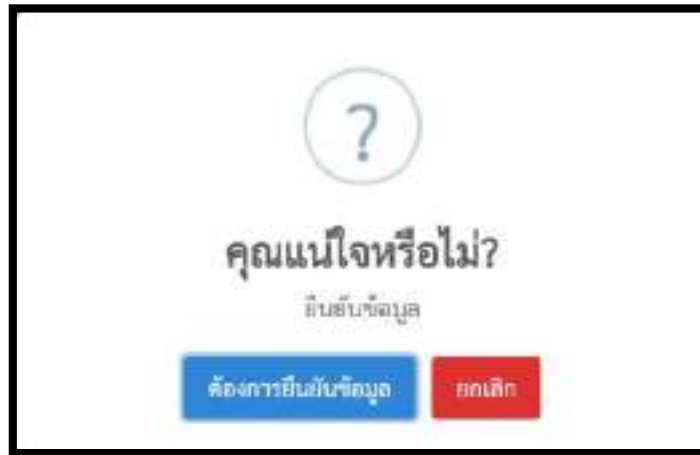 ?
คุณแน่ใจหรือไม่?
ยืนยันข้อมูล
ต้องการยืนยันข้อมูล ยกเลิก